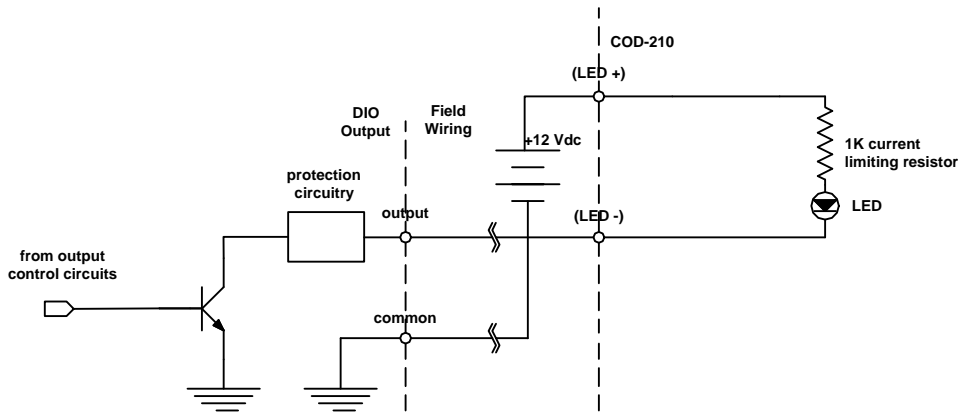 COD-210
(LED +)
DIO
Output
Field
Wiring
+12 Vdc
1K current
limiting resistor
protection
circuitry
LED
output
(LED -)
from output
control circuits
common